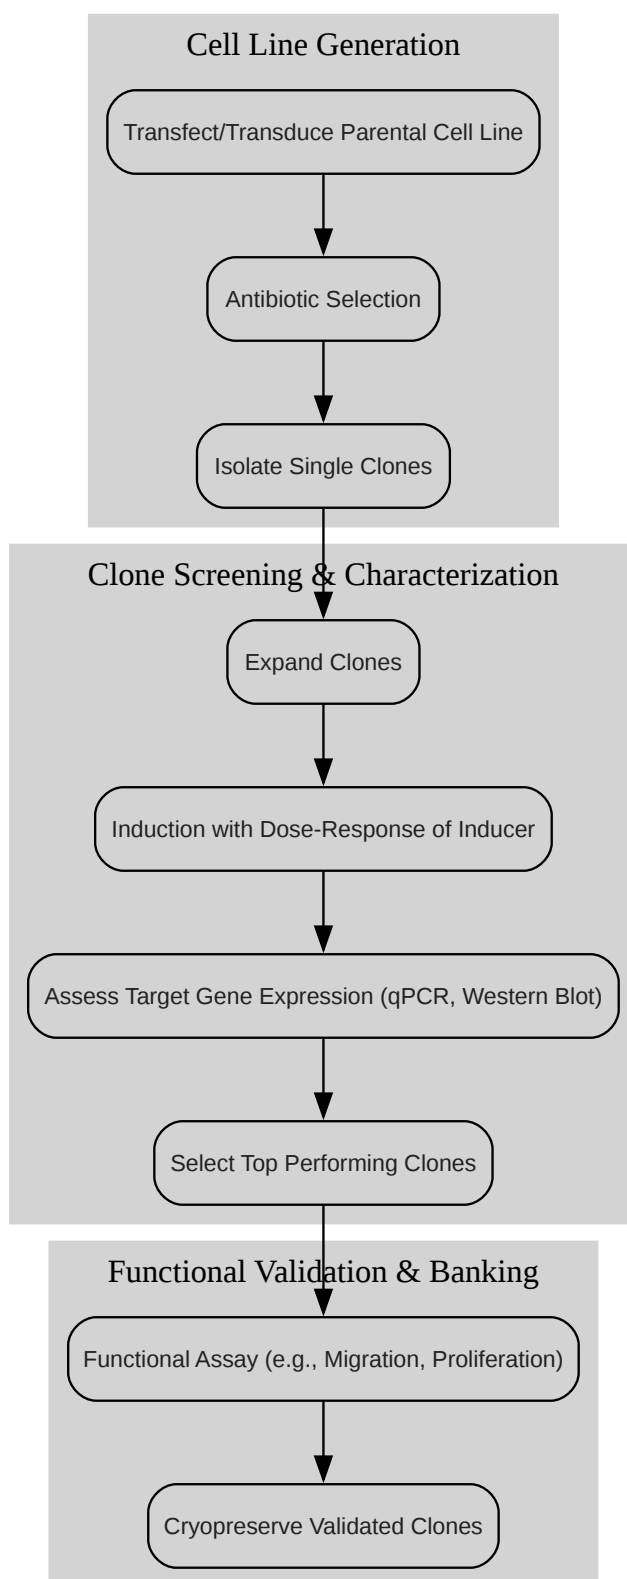 Cell Line Generation
Transfect/Transduce Parental Cell Line
Antibiotic Selection
Isolate Single Clones
Clone Screening & Characterization
Expand Clones
Induction with Dose-Response of Inducer
Assess Target Gene Expression (qPCR, Western Blot)
Select Top Performing Clones
Functional Validation & Banking
Functional Assay (e.g., Migration, Proliferation)
Cryopreserve Validated Clones